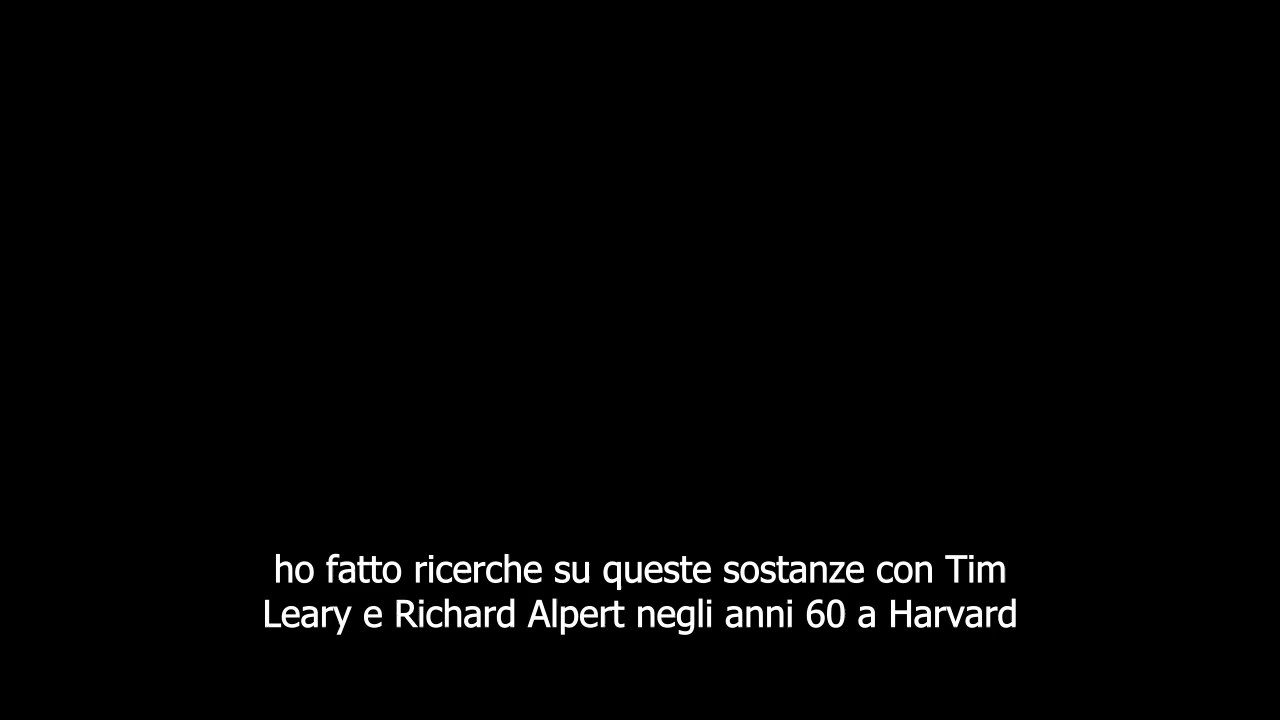 ho fatto ricerche su queste sostanze con Tim
Leary e Richard Alpert negli anni 60 a Harvard